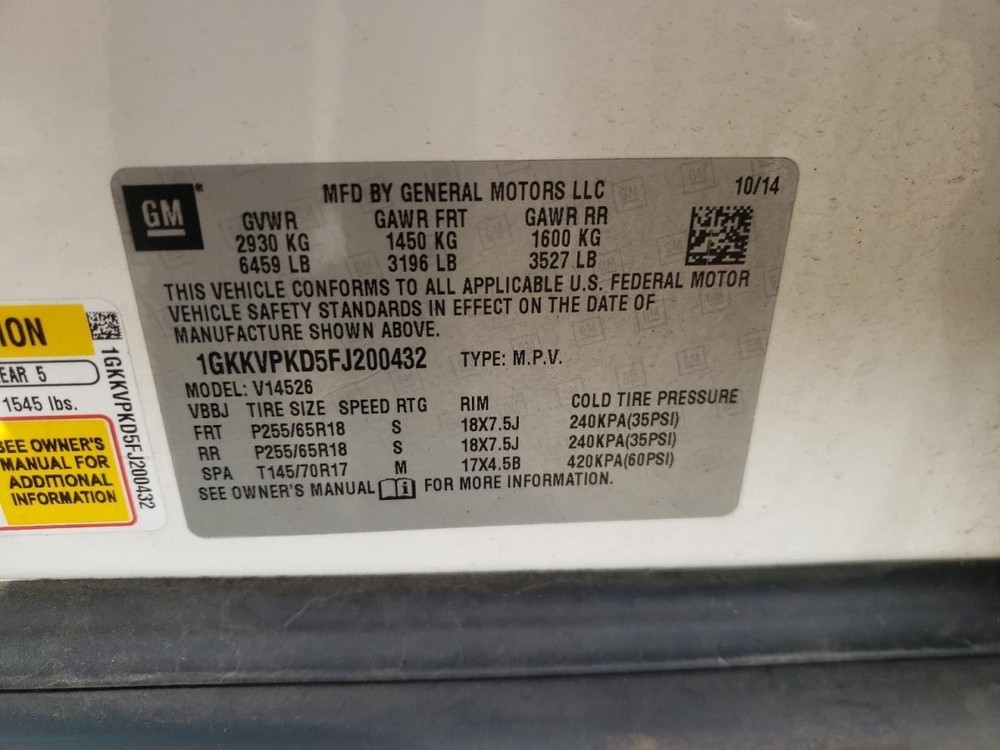 GM
MFD BY GENERAL MOTORS LLC 10/14
GVWR GAWR FRT GAWR RR
2930 KG 1450 KG 1600 KG
6459 LB 3196 LB 3527 LB
THIS VEHICLE CONFORMS TO ALL APPLICABLE U.S. FEDERAL MOTOR
VEHICLE SAFETY STANDARDS IN EFFECT ON THE DATE OF
MANUFACTURE SHOWN ABOVE.
1GKKVPKD5FJ200432 TYPE: M.P.V.
MODEL: V14526
VBBJ TIRE SIZE SPEED RTG RIM COLD TIRE PRESSURE
FRT P255/65R18 S 18X7.5J 240KPA(35PSI)
RR P255/65R18 S 18X7.5J 240KPA(35PSI)
SPA T145/70R17 M 17X4.5B 420KPA(60PSI)
SEE OWNER'S MANUAL i FOR MORE INFORMATION.
ION
EAR 5
1545 lbs.
SEE OWNER'S
MANUAL FOR
ADDITIONAL
INFORMATION
1GKKVPKD5FJ200432